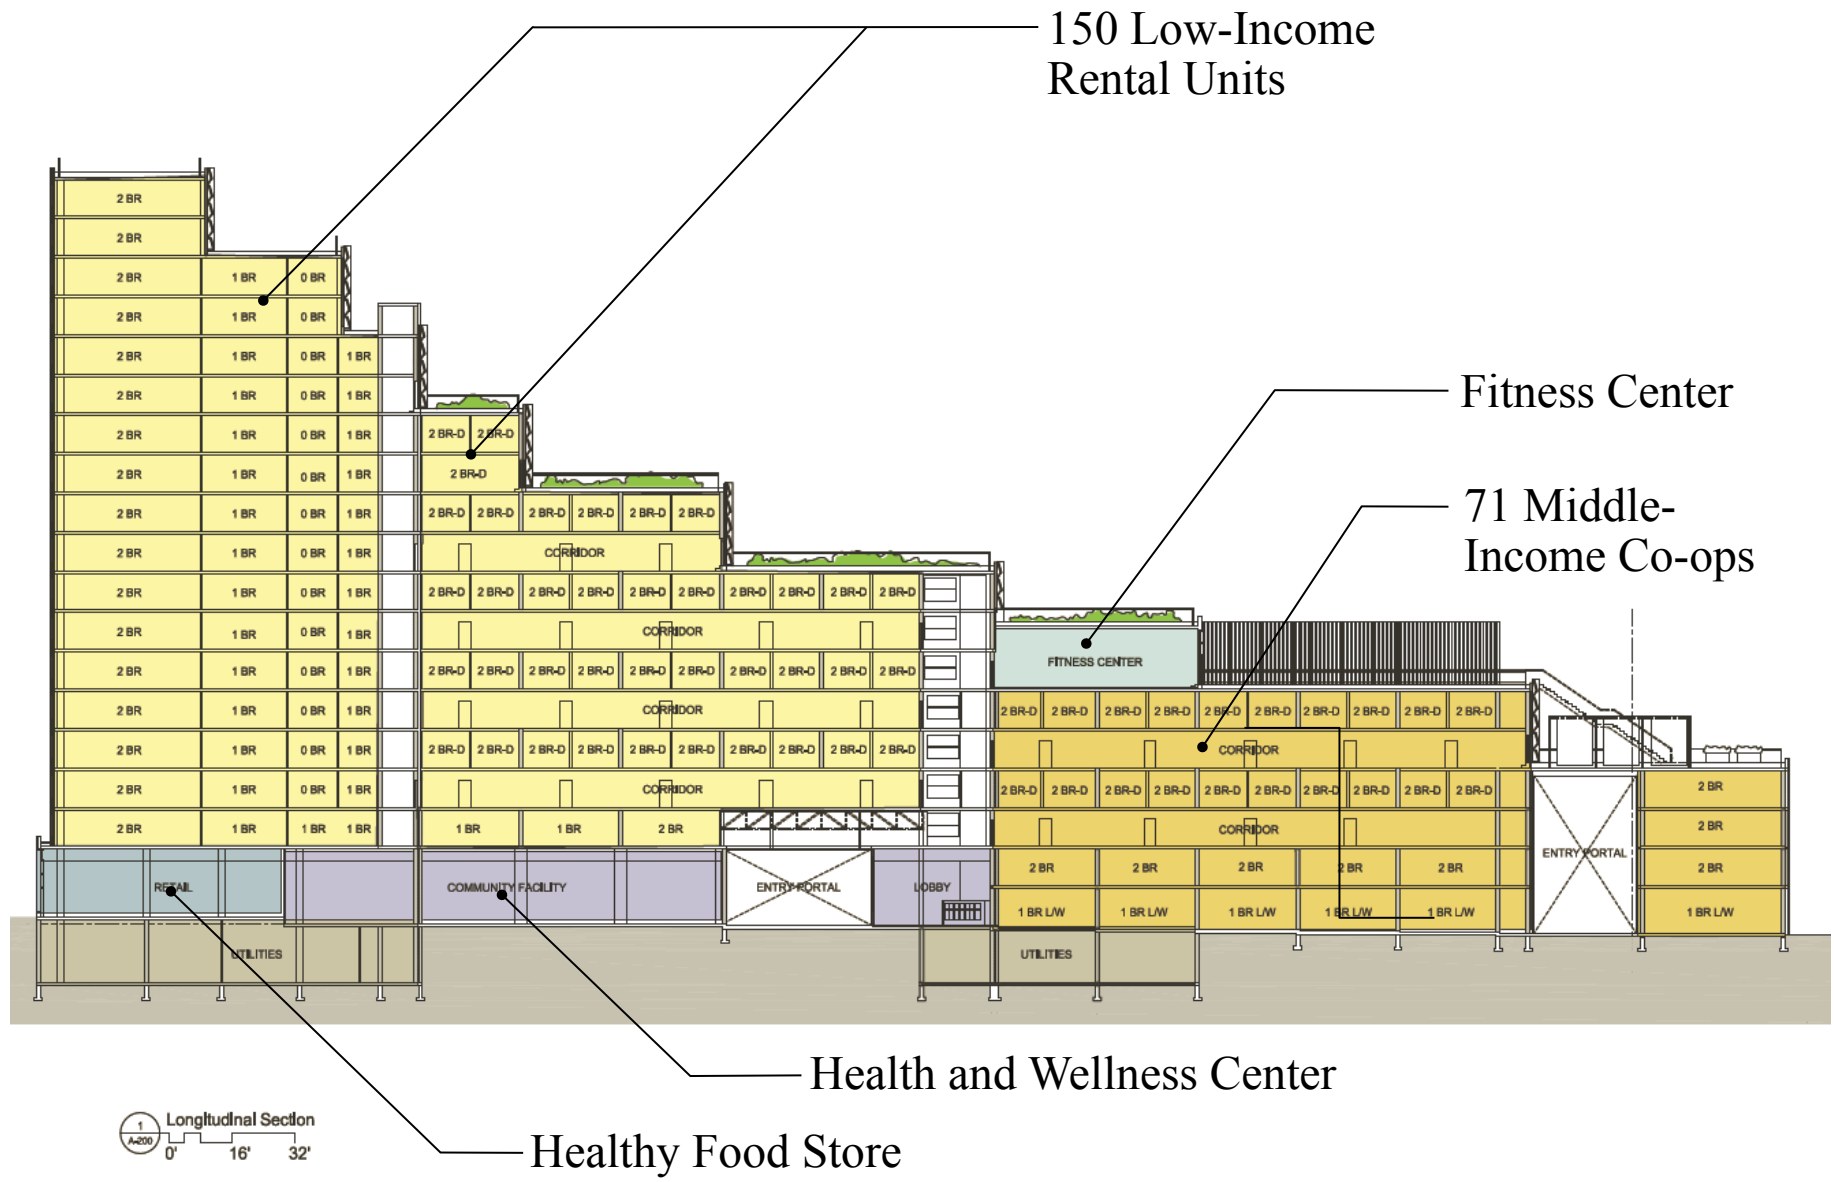 150 Low-Income
Rental Units
2 BR
2 BR
2 BR 1 BR 0 BR
2 BR 1 BR 0 BR
2 BR 1 BR 0 BR 1 BR
2 BR 1 BR 0 BR 1 BR
Fitness Center
2 BR 1 BR 0 BR 1 BR 2 BR-D 2 BR-D
2 BR 1 BR 0 BR 1 BR 2 BR-D
71 Middle-
Income Co-ops
2 BR 1 BR 0 BR 1 BR 2 BR-D 2 BR-D 2 BR-D 2 BR-D 2 BR-D 2 BR-D
2 BR 1 BR 0 BR 1 BR CORRIDOR
2 BR 1 BR 0 BR 1 BR 2 BR-D 2 BR-D 2 BR-D 2 BR-D 2 BR-D 2 BR-D 2 BR-D 2 BR-D 2 BR-D 2 BR-D
2 BR 1 BR 0 BR 1 BR CORRIDOR
2 BR 1 BR 0 BR 1 BR 2 BR-D 2 BR-D 2 BR-D 2 BR-D 2 BR-D 2 BR-D 2 BR-D 2 BR-D 2 BR-D 2 BR-D FITNESS CENTER
2 BR 1 BR 0 BR 1 BR CORRIDOR 2 BR-D 2 BR-D 2 BR-D 2 BR-D 2 BR-D 2 BR-D 2 BR-D 2 BR-D 2 BR-D 2 BR-D
2 BR 1 BR 0 BR 1 BR 2 BR-D 2 BR-D 2 BR-D 2 BR-D 2 BR-D 2 BR-D 2 BR-D 2 BR-D 2 BR-D 2 BR-D CORRIDOR
2 BR 1 BR 0 BR 1 BR CORRIDOR 2 BR-D 2 BR-D 2 BR-D 2 BR-D 2 BR-D 2 BR-D 2 BR-D 2 BR-D 2 BR-D 2 BR-D 2 BR
2 BR 1 BR 1 BR 1 BR 1 BR 1 BR 2 BR CORRIDOR 2 BR
RETAIL COMMUNITY FACILITY ENTRY PORTAL LOBBY 2 BR 2 BR 2 BR 2 BR 2 BR ENTRY PORTAL 2 BR
1 BR L/W 1 BR L/W 1 BR L/W 1 BR L/W 1 BR L/W 1 BR L/W
UTILITIES UTILITIES
Health and Wellness Center
1 Longitudinal Section
A-200
0' 16' 32'
Healthy Food Store